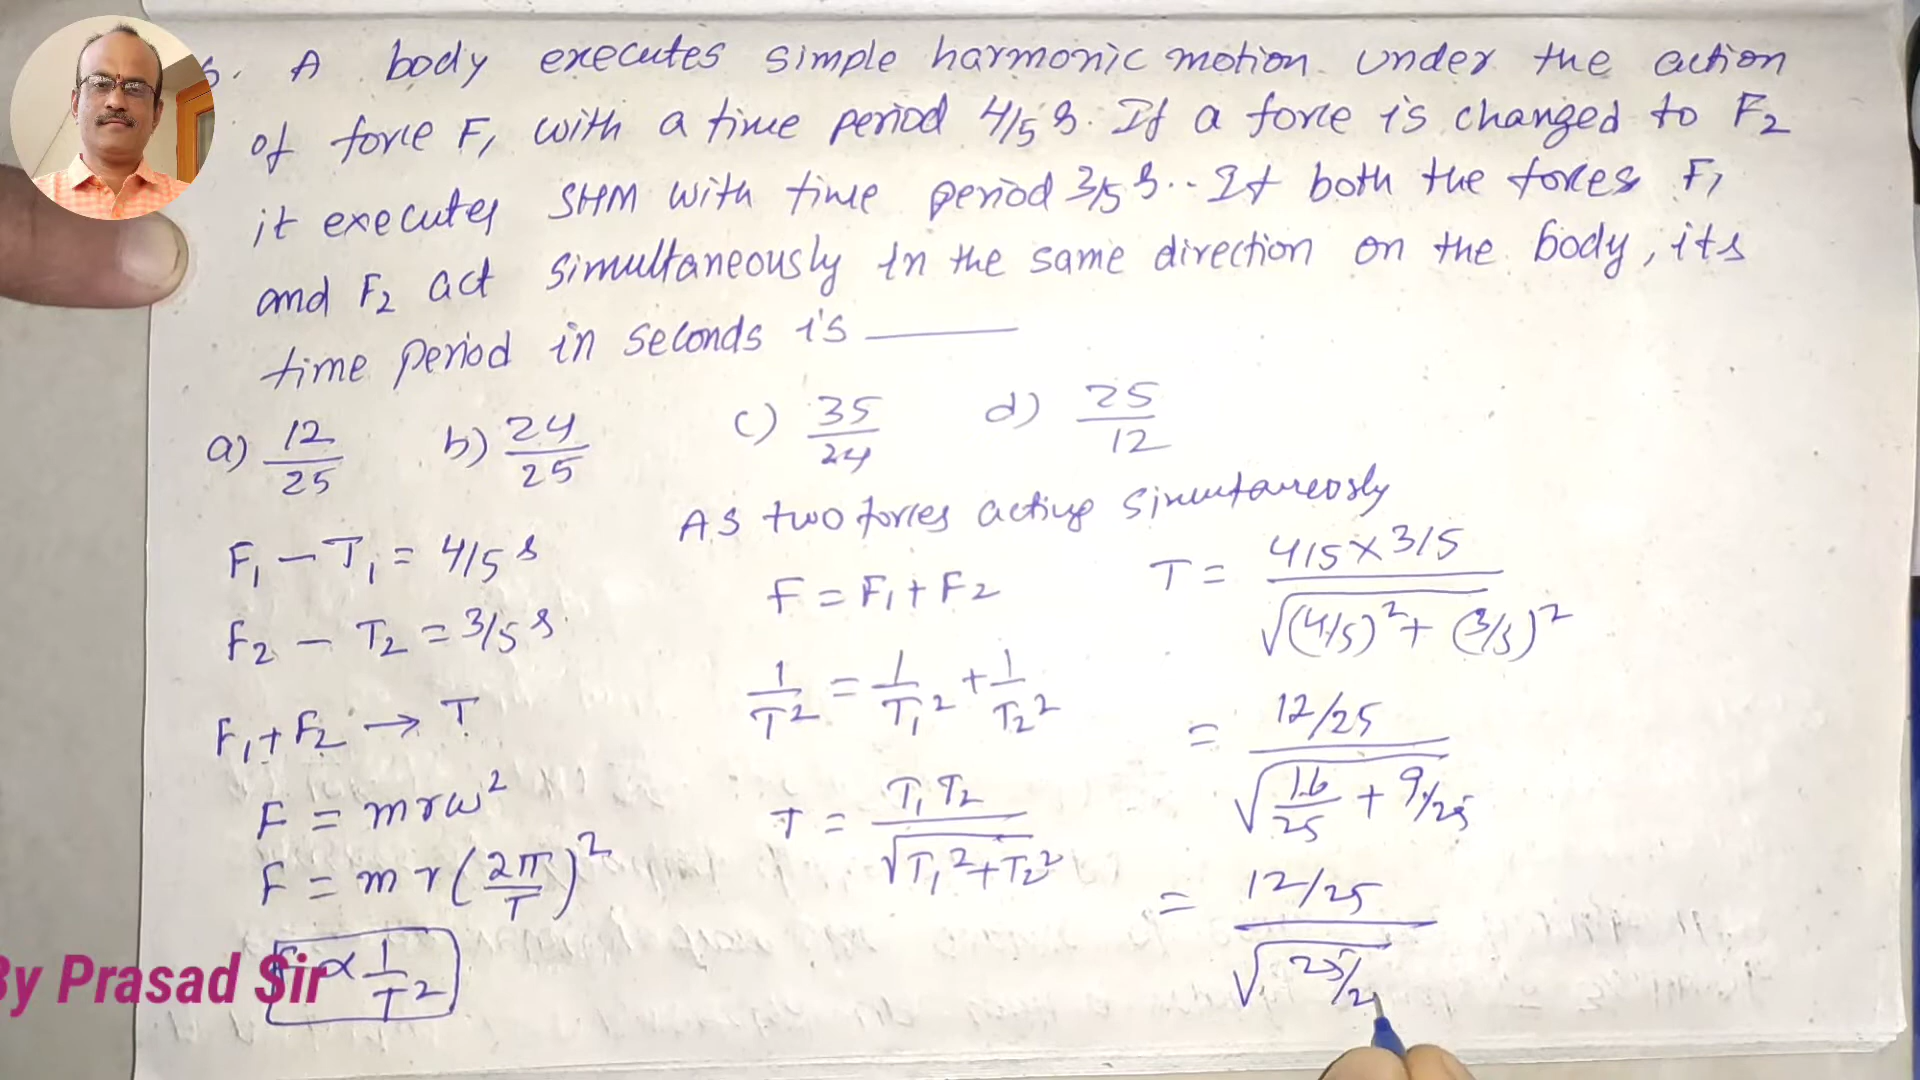 6. A body executes simple harmonic motion under the action
of force F1 with a time period 4/5 s. If a force is changed to F2
it executes SHM with time period 3/5 s.. If both the forces F1
and F2 act simultaneously in the same direction on the body, its
time period in seconds is ______
a) 12/25 b) 24/25 c) 35/24 d) 25/12
F1 - T1 = 4/5 s
F2 - T2 = 3/5 s
F1 + F2 → T
F = mrω²
F = mr(2π/T)²
∝ 1/T²
As two forces acting simultaneously
F = F1 + F2
1/T² = 1/T1² + 1/T2²
T = T1 T2 / √T1² + T2²
T = 4/5 × 3/5 / √(4/5)² + (3/5)²
= 12/25 / √16/25 + 9/25
= 12/25 / √25/2
By Prasad Sir